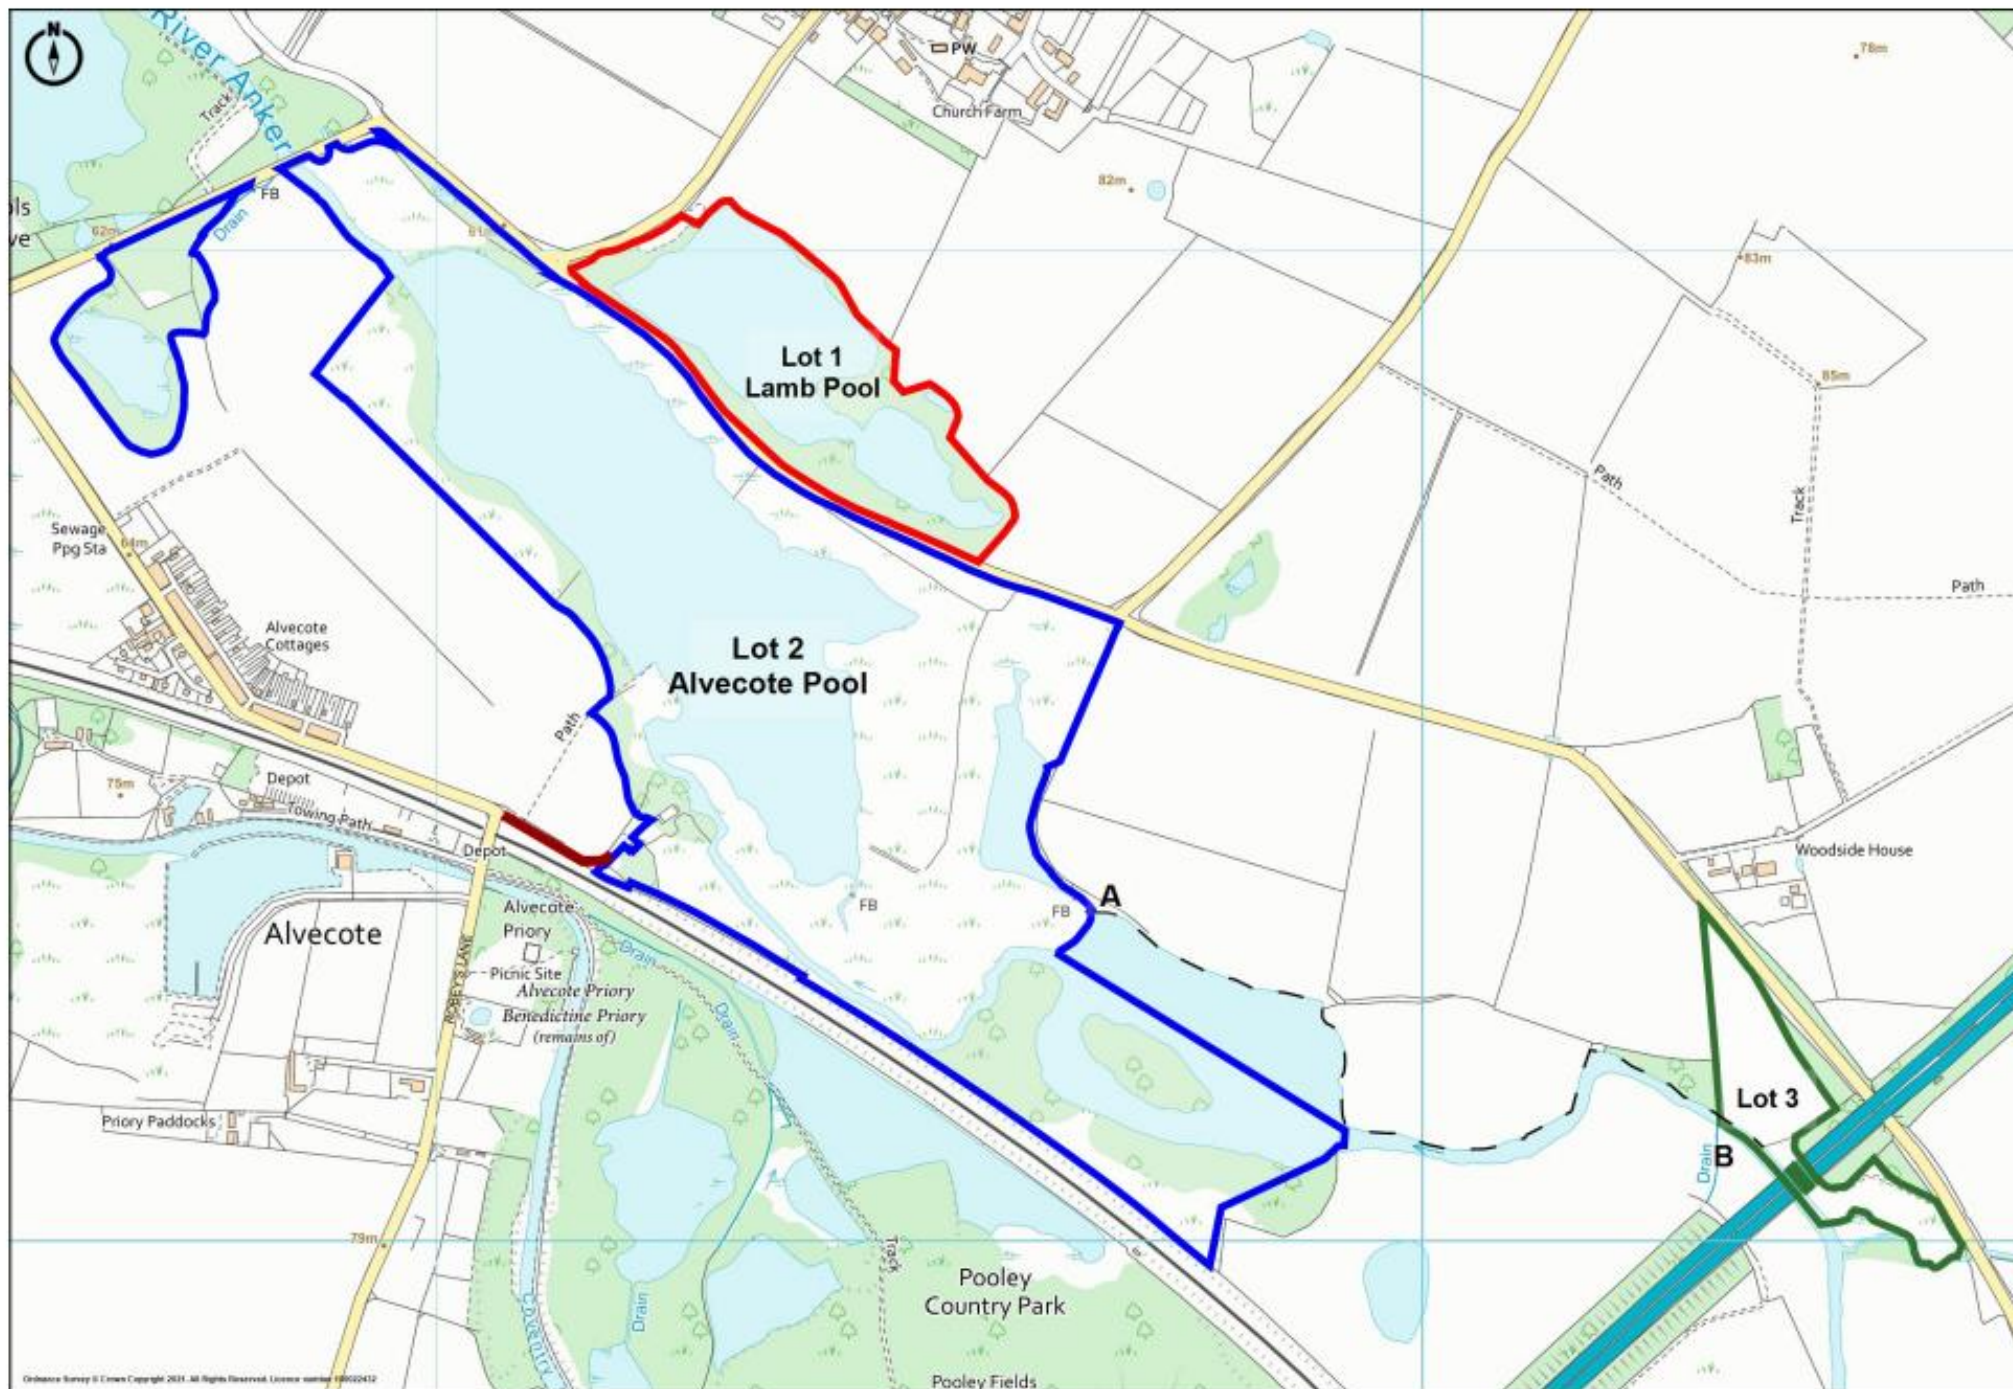 N
River Anker
Track
PW
Church Farm
78m
FB
Drain
62m
82m
83m
Lot 1
Lamb Pool
85m
Path
Track
Path
Sewage
Ppg Sta
64m
Alvecote
Cottages
Lot 2
Alvecote Pool
Path
Depot
75m
Towing Path
Depot
Woodside House
A
FB
FB
Alvecote
Alvecote
Priory
Drain
ROBEY'S LANE
Picnic Site
Alvecote Priory
Benedictine Priory
(remains of)
Drain
Lot 3
Priory Paddocks
B
Drain
79m
Track
Pooley
Country Park
Coventry
Drain
Pooley Fields